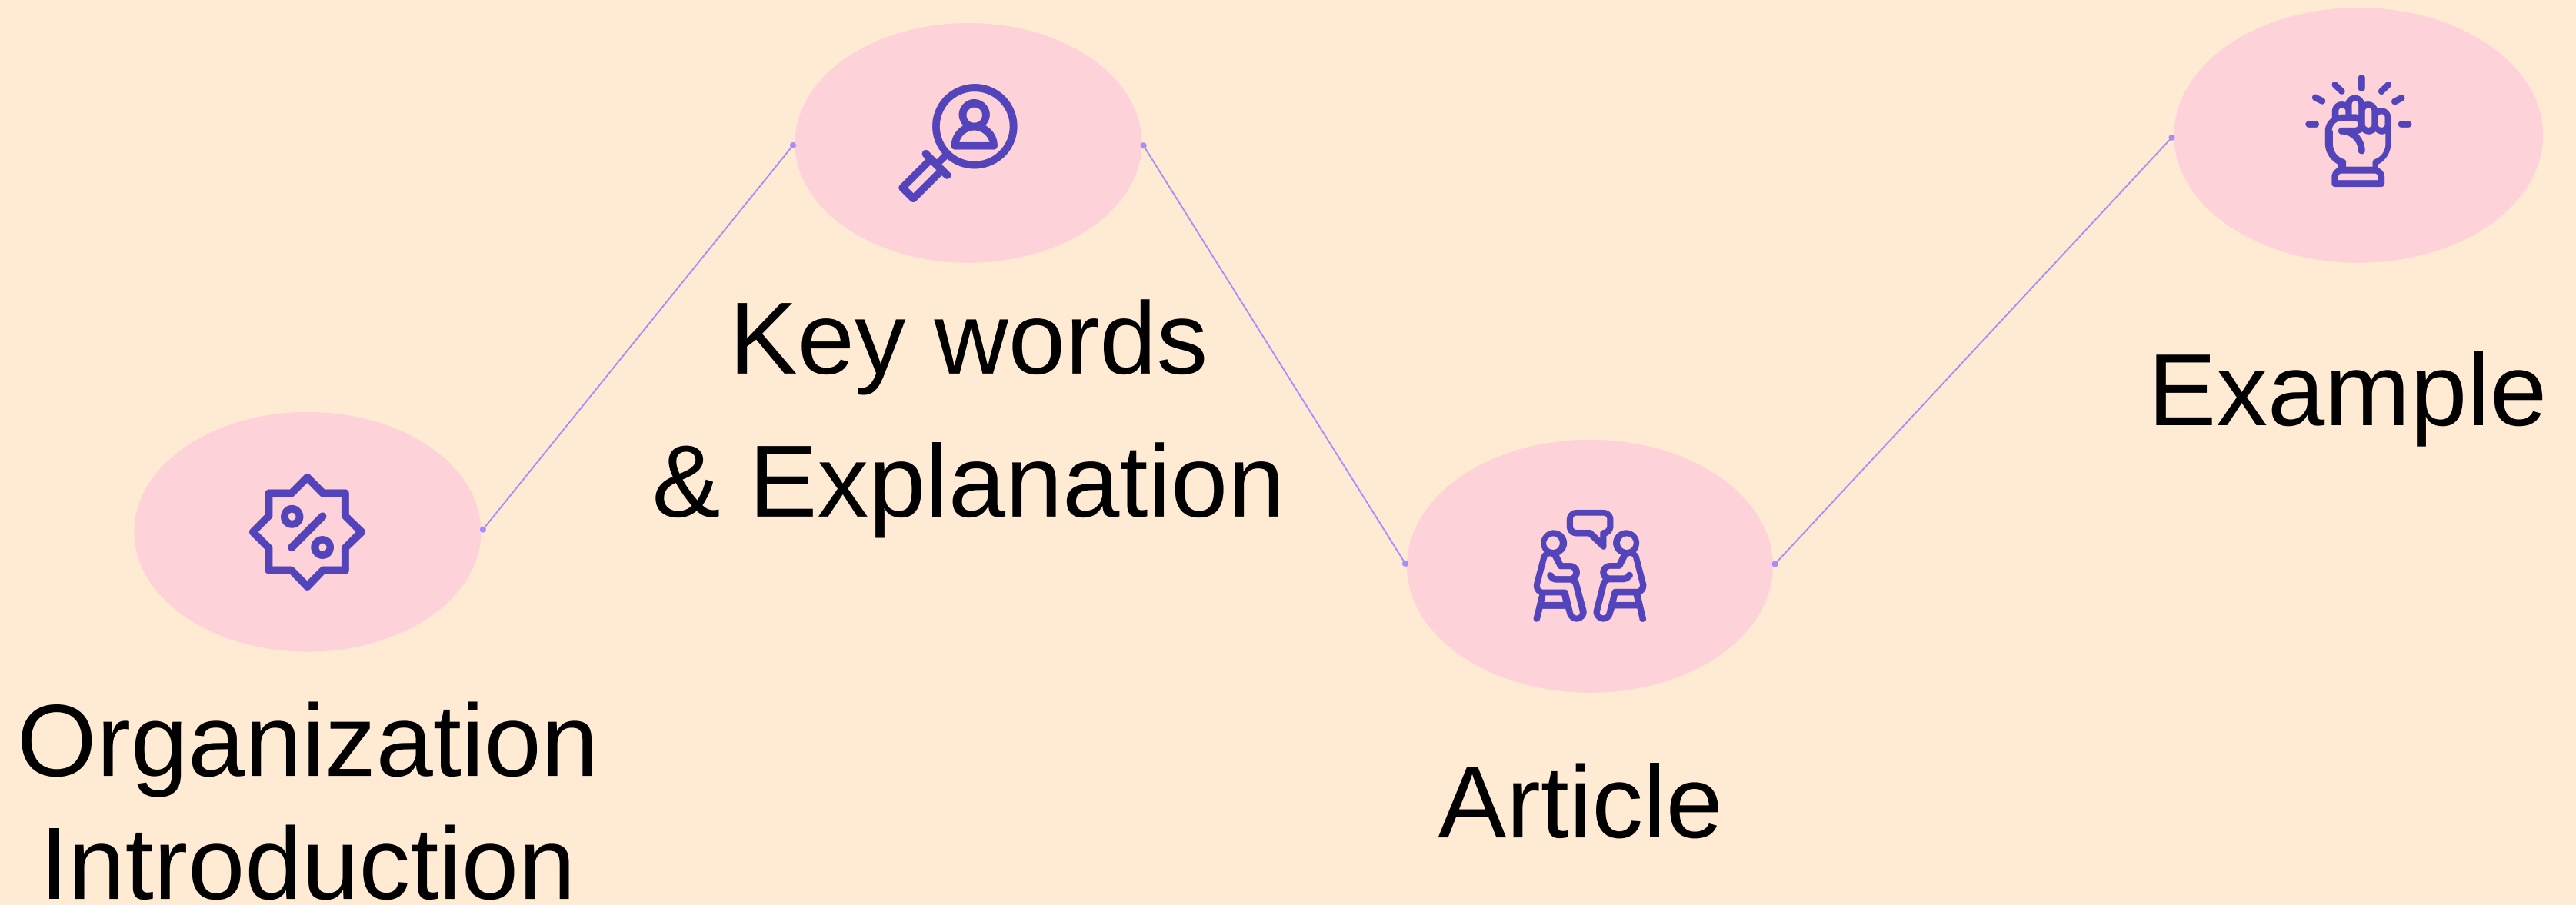 Organization
Introduction
Key words
& Explanation
Article
Example